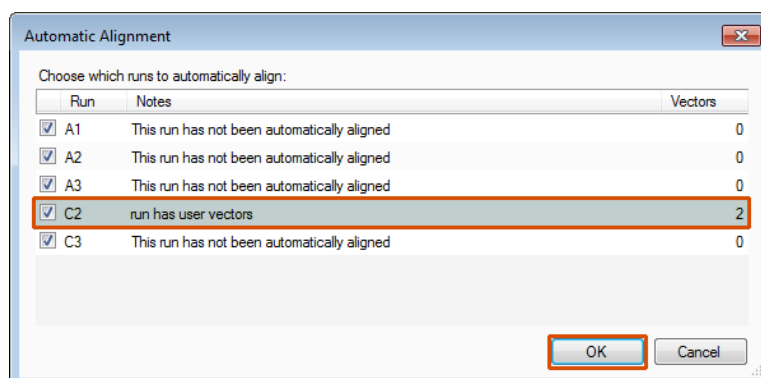 Automatic Alignment
Choose which runs to automatically align:
Run Notes Vectors
A1 This run has not been automatically aligned 0
A2 This run has not been automatically aligned 0
A3 This run has not been automatically aligned 0
C2 run has user vectors 2
C3 This run has not been automatically aligned 0
OK Cancel